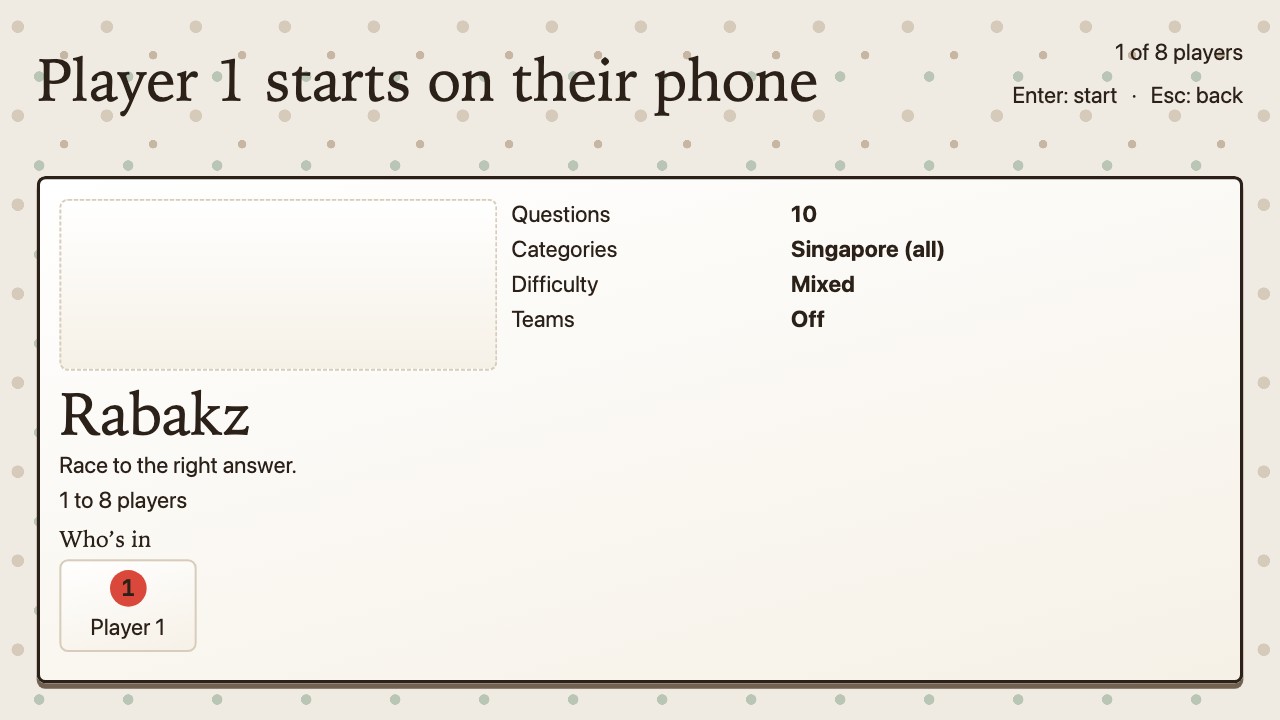 Player 1 starts on their phone
1 of 8 players
Enter: start · Esc: back
Questions 10
Categories Singapore (all)
Difficulty Mixed
Teams Off
Rabakz
Race to the right answer.
1 to 8 players
Who’s in
1
Player 1